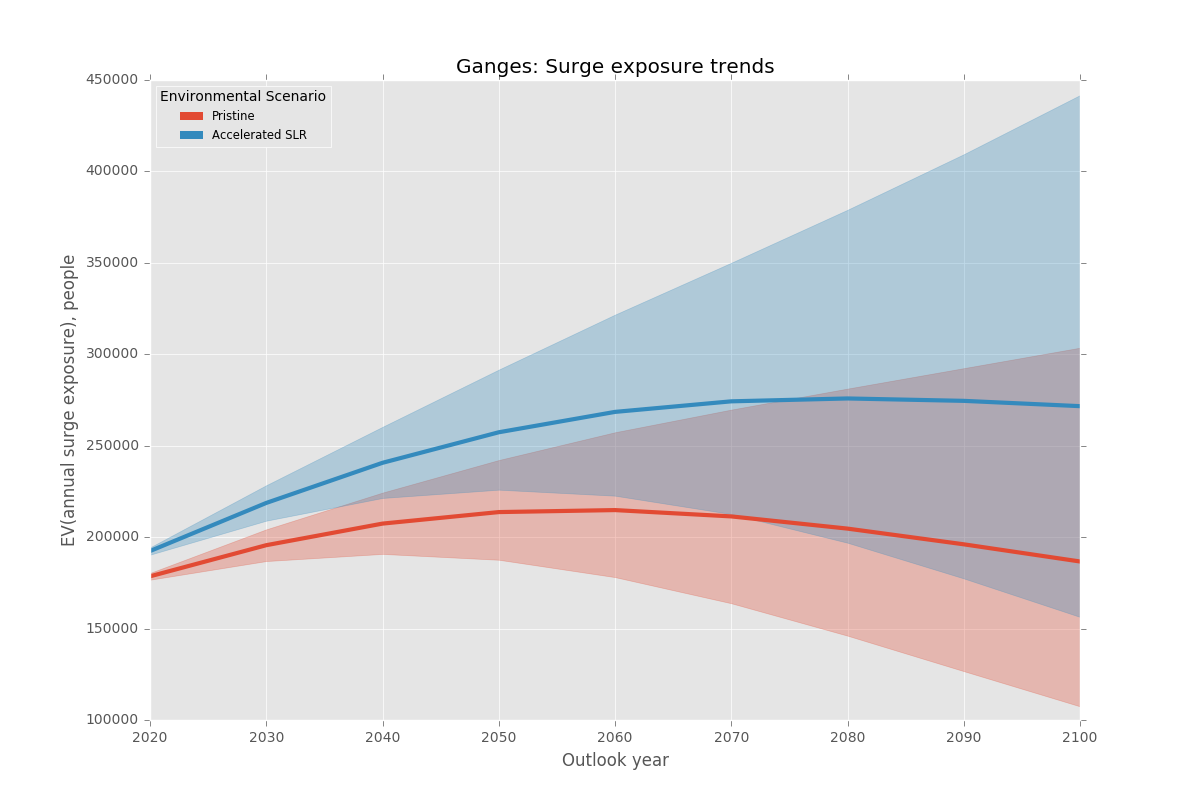 Ganges: Surge exposure trends
450000
400000
350000
300000
250000
200000
150000
100000
EV(annual surge exposure), people
Environmental Scenario
Pristine
Accelerated SLR
2020 2030 2040 2050 2060 2070 2080 2090 2100
Outlook year